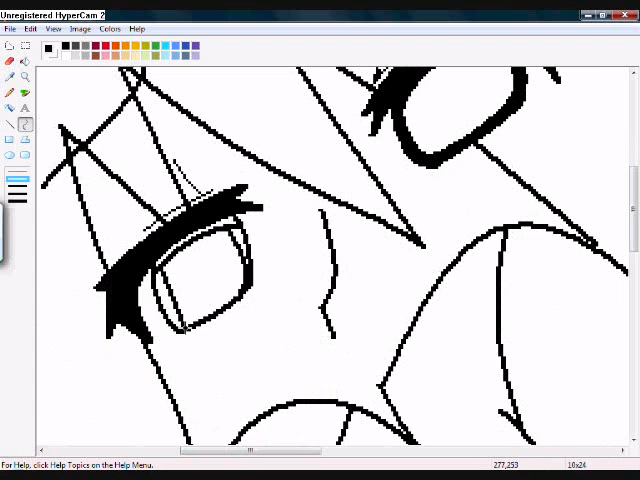 Unregistered HyperCam 2
File Edit View Image Colors Help
For Help, click Help Topics on the Help Menu. 277,253 10x24